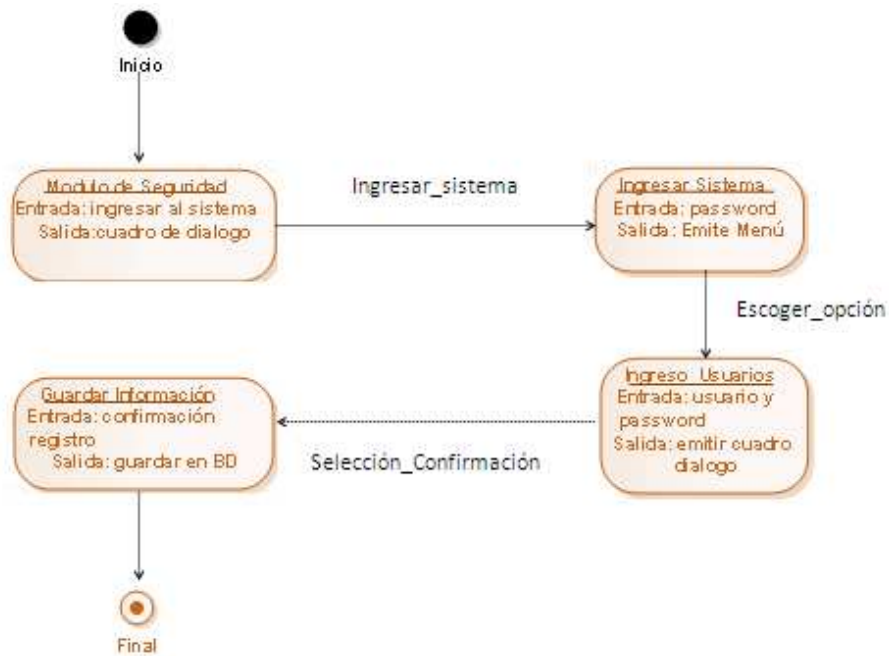 Inicio
Modulo de Seguridad
Entrada: ingresar al sistema
Salida:cuadro de dialogo
Ingresar_sistema
Ingresar Sistema
Entrada: password
Salida: Emite Menú
Escoger_opción
Ingreso Usuarios
Entrada: usuario y
password
Salida: emitir cuadro
dialogo
Selección_Confirmación
Guardar Información
Entrada: confirmación
registro
Salida: guardar en BD
Final